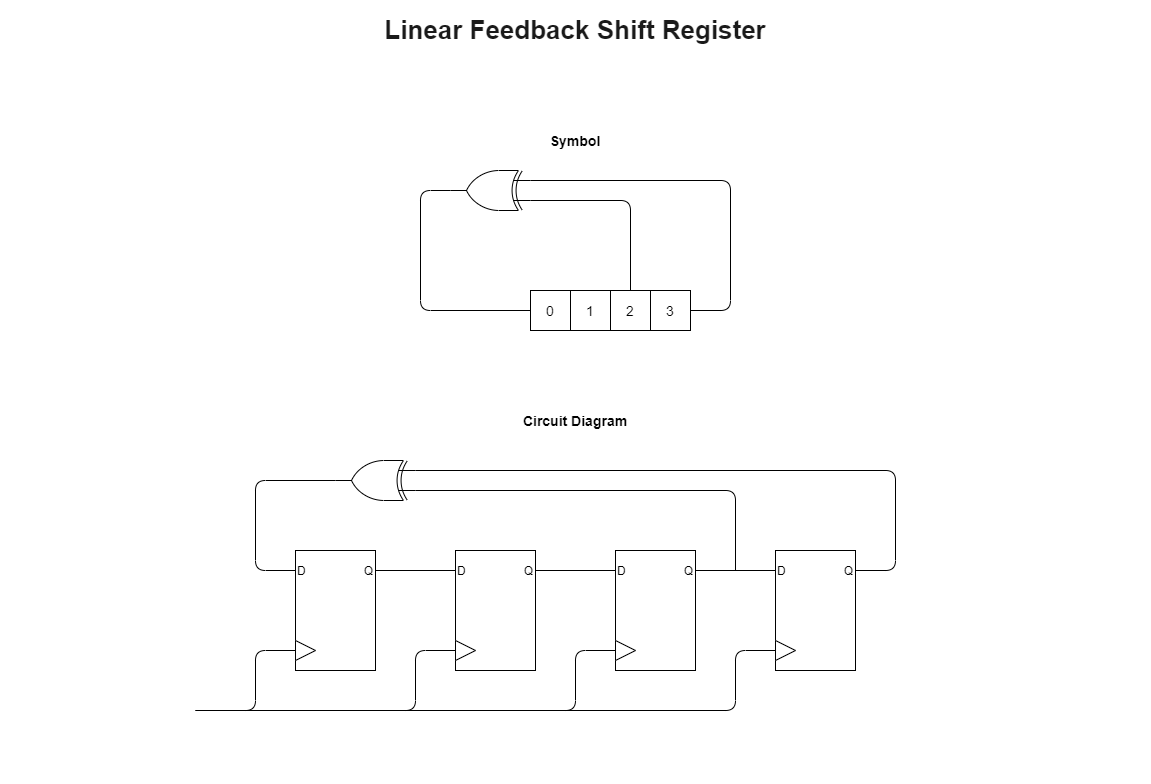 Linear Feedback Shift Register
Symbol
0 1 2 3
Circuit Diagram
D Q D Q D Q D Q